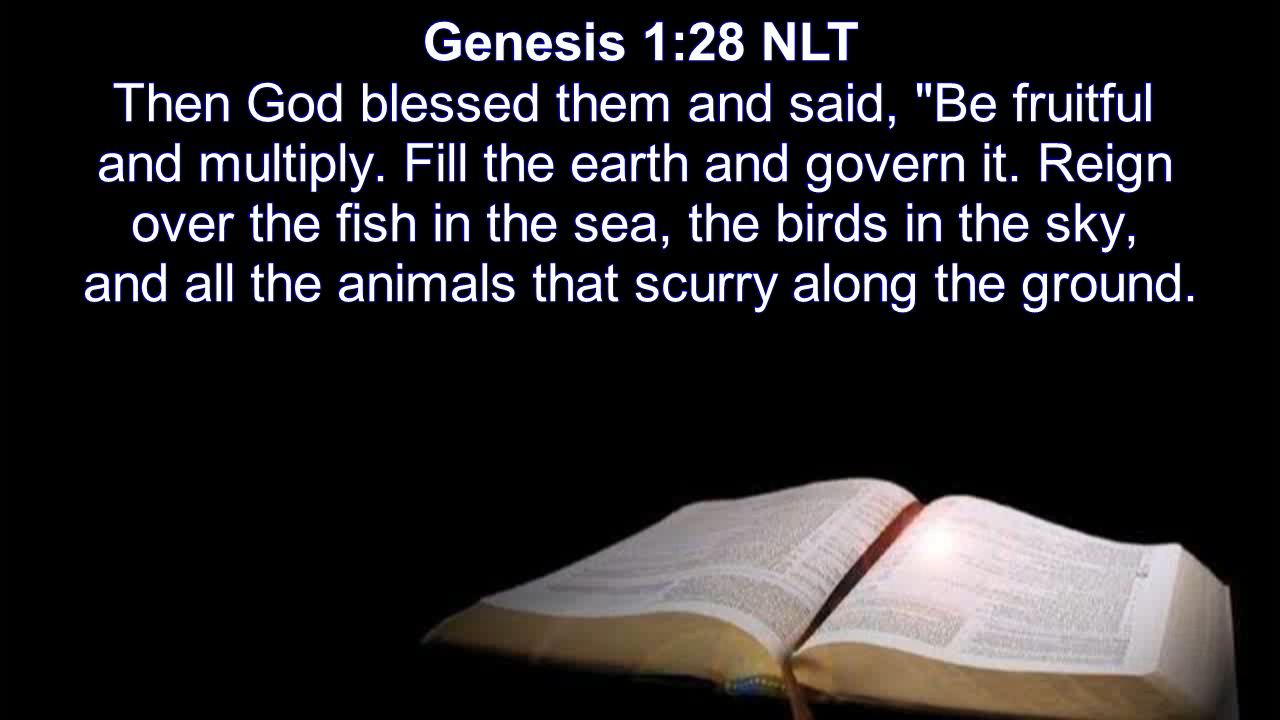 Genesis 1:28 NLT
Then God blessed them and said, "Be fruitful
and multiply. Fill the earth and govern it. Reign
over the fish in the sea, the birds in the sky,
and all the animals that scurry along the ground.